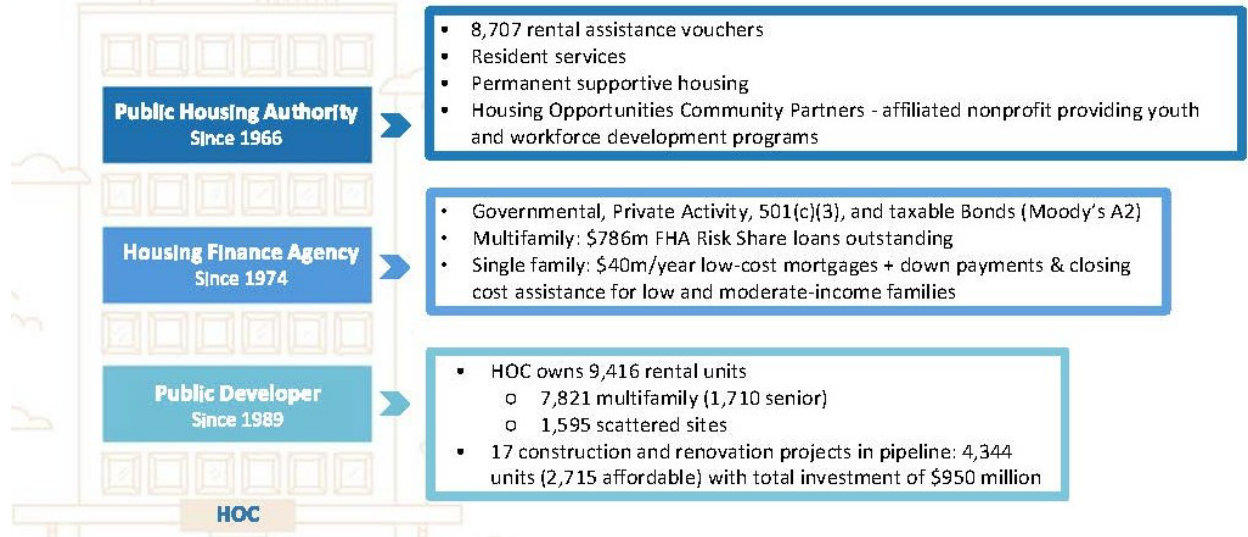 Public Housing Authority
Since 1966
• 8,707 rental assistance vouchers
• Resident services
• Permanent supportive housing
• Housing Opportunities Community Partners - affiliated nonprofit providing youth
and workforce development programs
Housing Finance Agency
Since 1974
• Governmental, Private Activity, 501(c)(3), and taxable Bonds (Moody's A2)
• Multifamily: $786m FHA Risk Share loans outstanding
• Single family: $40m/year low-cost mortgages + down payments & closing
cost assistance for low and moderate-income families
Public Developer
Since 1989
• HOC owns 9,416 rental units
o 7,821 multifamily (1,710 senior)
o 1,595 scattered sites
• 17 construction and renovation projects in pipeline: 4,344
units (2,715 affordable) with total investment of $950 million
HOC